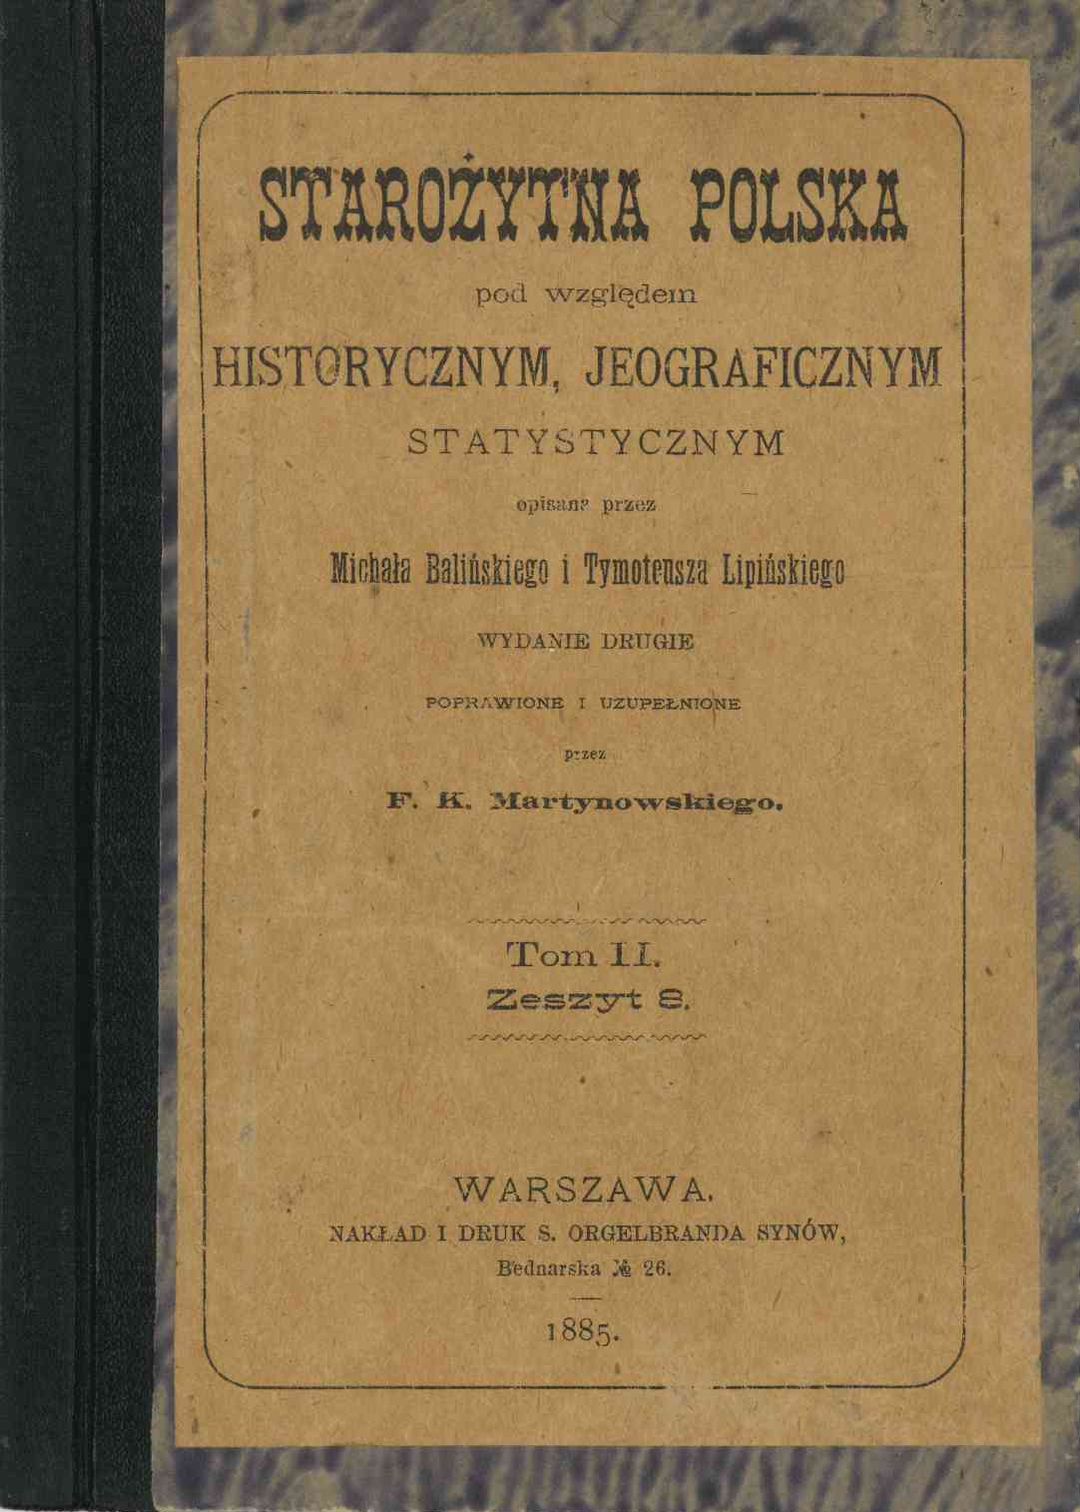 STAROŻYTNA POLSKA
pod względem
HISTORYCZNYM, JEOGRAFICZNYM
STATYSTYCZNYM
opisana przez
Michała Balińskiego i Tymoteusza Lipińskiego
WYDANIE DRUGIE
POPRAWIONE I UZUPEŁNIONE
przez
F. K. Martynowskiego.
Tom II.
Zeszyt 8.
WARSZAWA.
NAKŁAD I DRUK S. ORGELBRANDA SYNÓW,
Bednarska № 26.
1885.